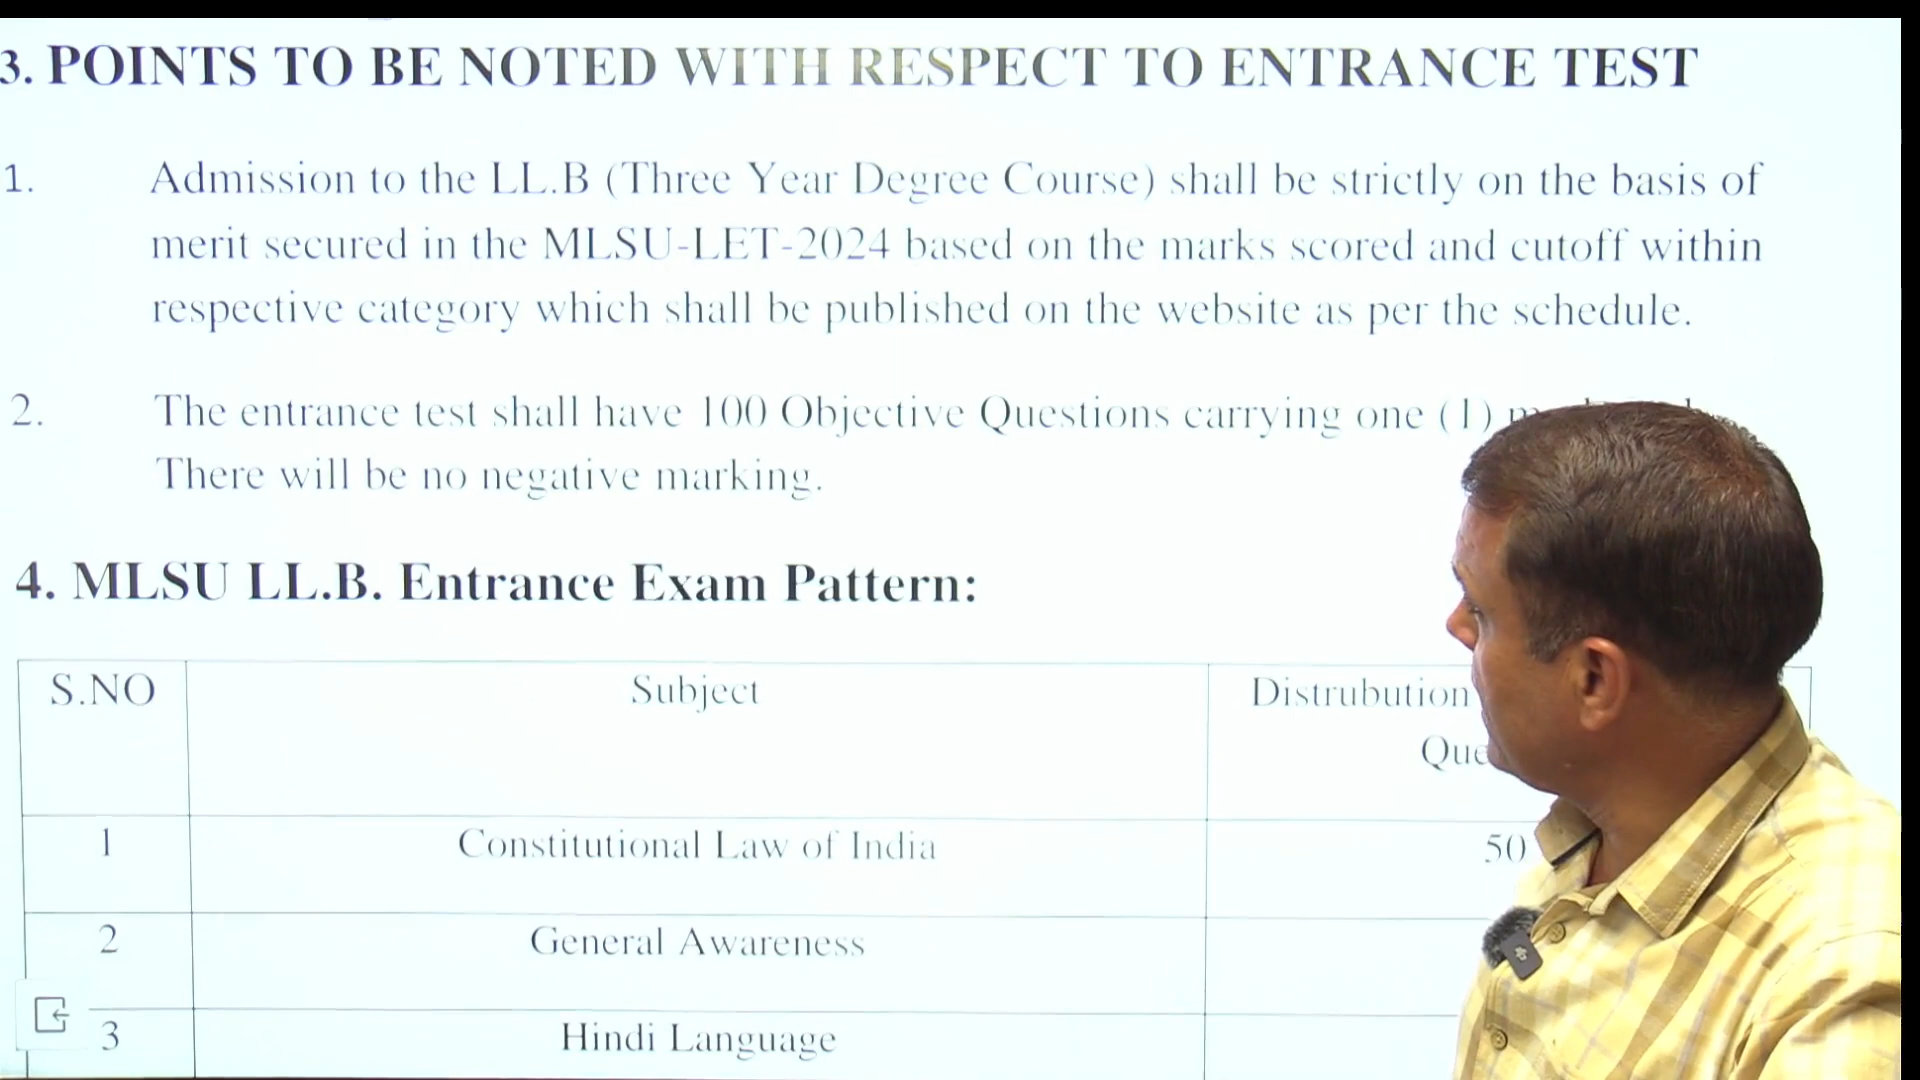 3. POINTS TO BE NOTED WITH RESPECT TO ENTRANCE TEST
1. Admission to the LL.B (Three Year Degree Course) shall be strictly on the basis of
merit secured in the MLSU-LET-2024 based on the marks scored and cutoff within
respective category which shall be published on the website as per the schedule.
2. The entrance test shall have 100 Objective Questions carrying one (1)
There will be no negative marking.
4. MLSU LL.B. Entrance Exam Pattern:
S.NO Subject Distrubution
1 Constitutional Law of India 50
2 General Awareness
3 Hindi Language